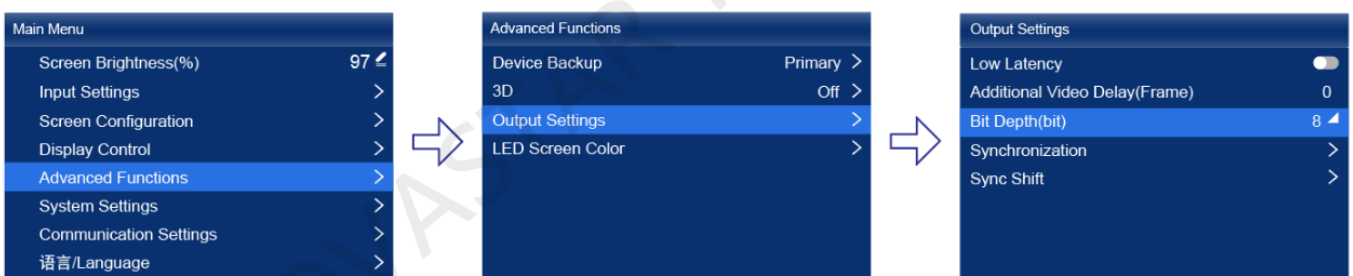 Main Menu
Screen Brightness(%) 97
Input Settings
Screen Configuration
Display Control
Advanced Functions
System Settings
Communication Settings
语言/Language
Advanced Functions
Device Backup Primary
3D Off
Output Settings
LED Screen Color
Output Settings
Low Latency
Additional Video Delay(Frame) 0
Bit Depth(bit) 8
Synchronization
Sync Shift